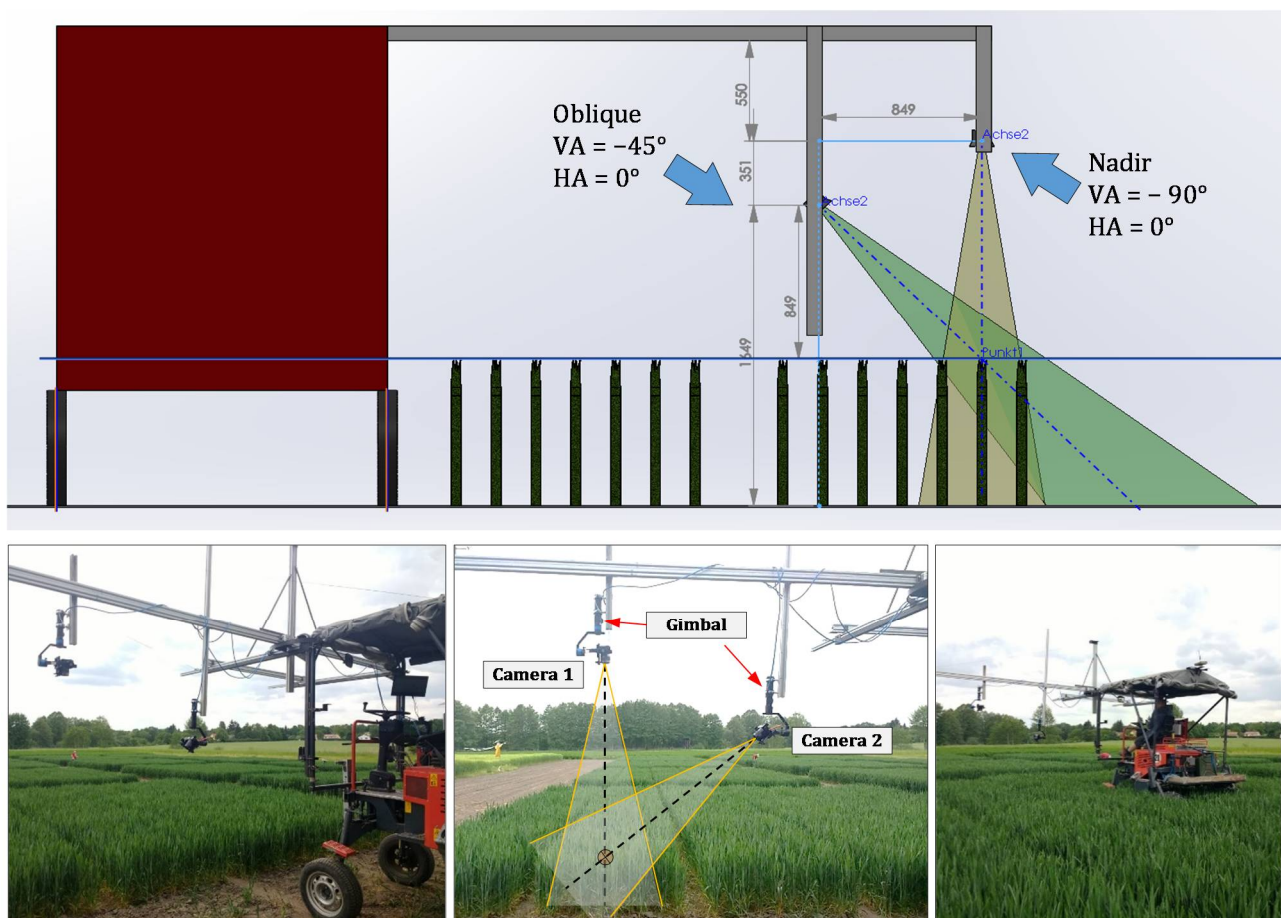 550
849
Achse2
Oblique
VA = −45°
HA = 0°
351
Nadir
VA = − 90°
HA = 0°
chse2
849
1649
Punkt1
Gimbal
Camera 1
Camera 2